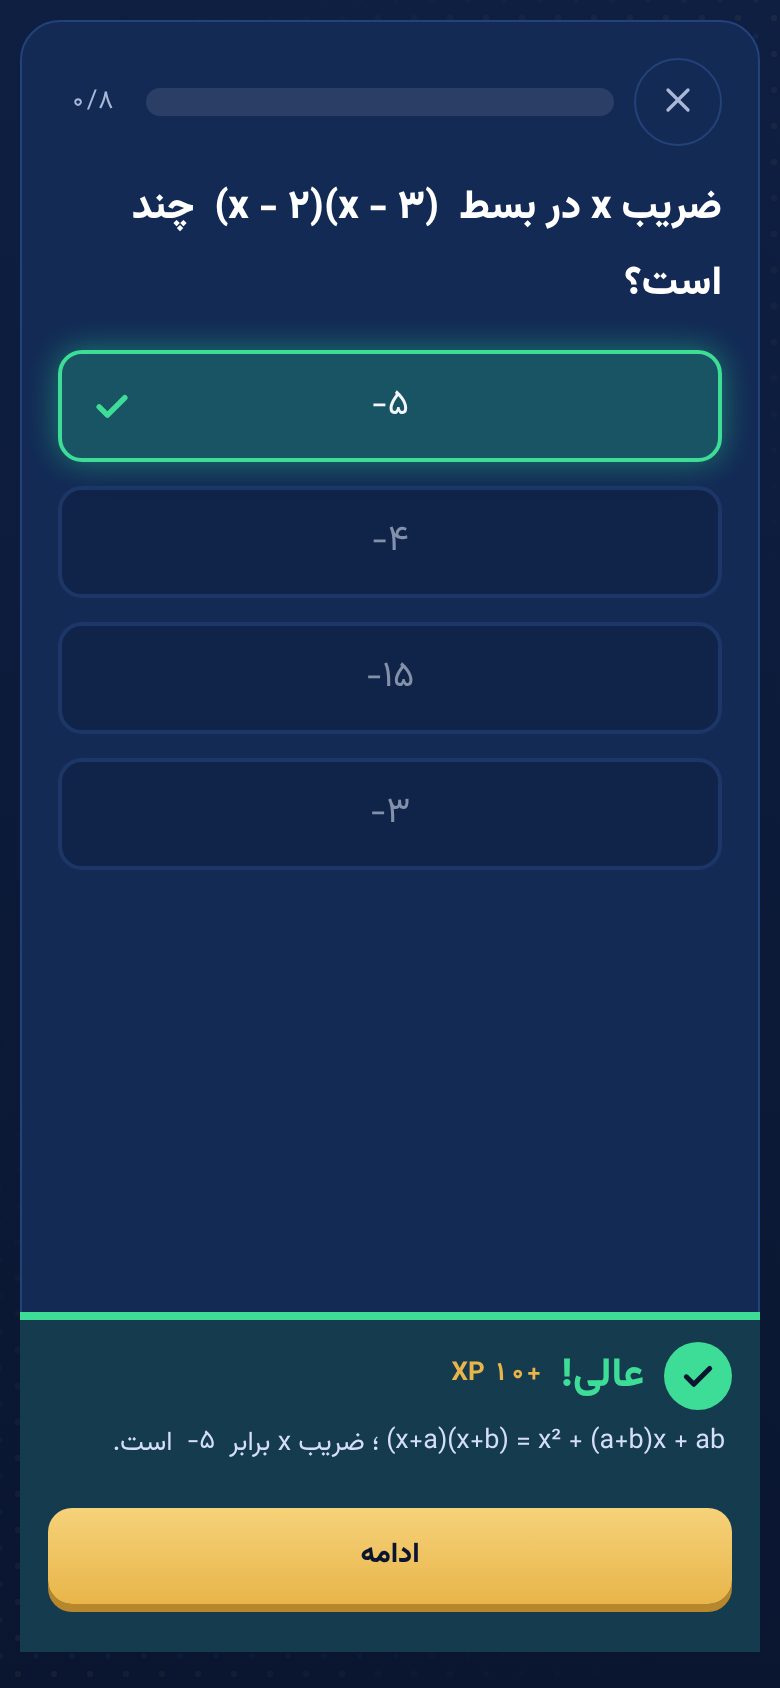 ۰/۸
ضریب x در بسط (x − ۲)(x − ۳) چند
است؟
−۵
−۴
−۱۵
−۳
عالی! +۱۰ XP
(x+a)(x+b) = x² + (a+b)x + ab ؛ ضریب x برابر −۵ است.
ادامه